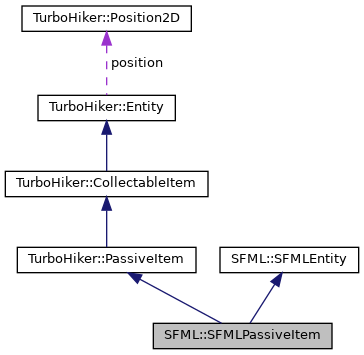 TurboHiker::Position2D
position
TurboHiker::Entity
TurboHiker::CollectableItem
TurboHiker::PassiveItem
SFML::SFMLEntity
SFML::SFMLPassiveItem